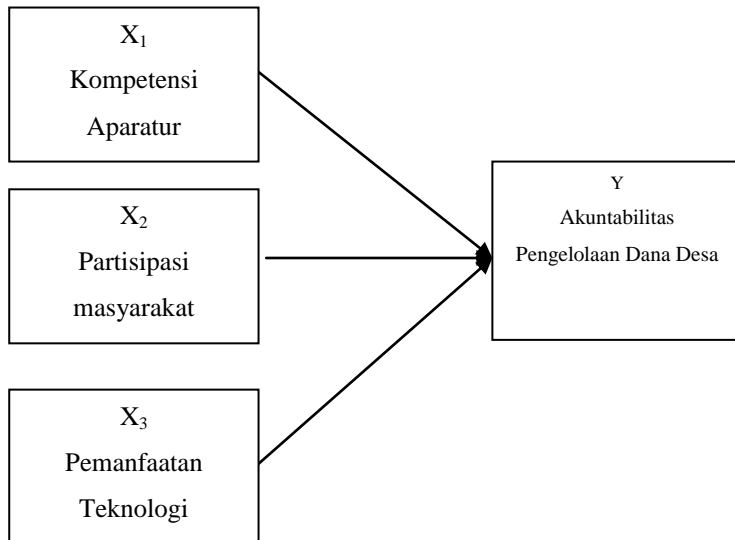 X₁
Kompetensi
Aparatur
X₂
Partisipasi
masyarakat
X₃
Pemanfaatan
Teknologi
Y
Akuntabilitas
Pengelolaan Dana Desa